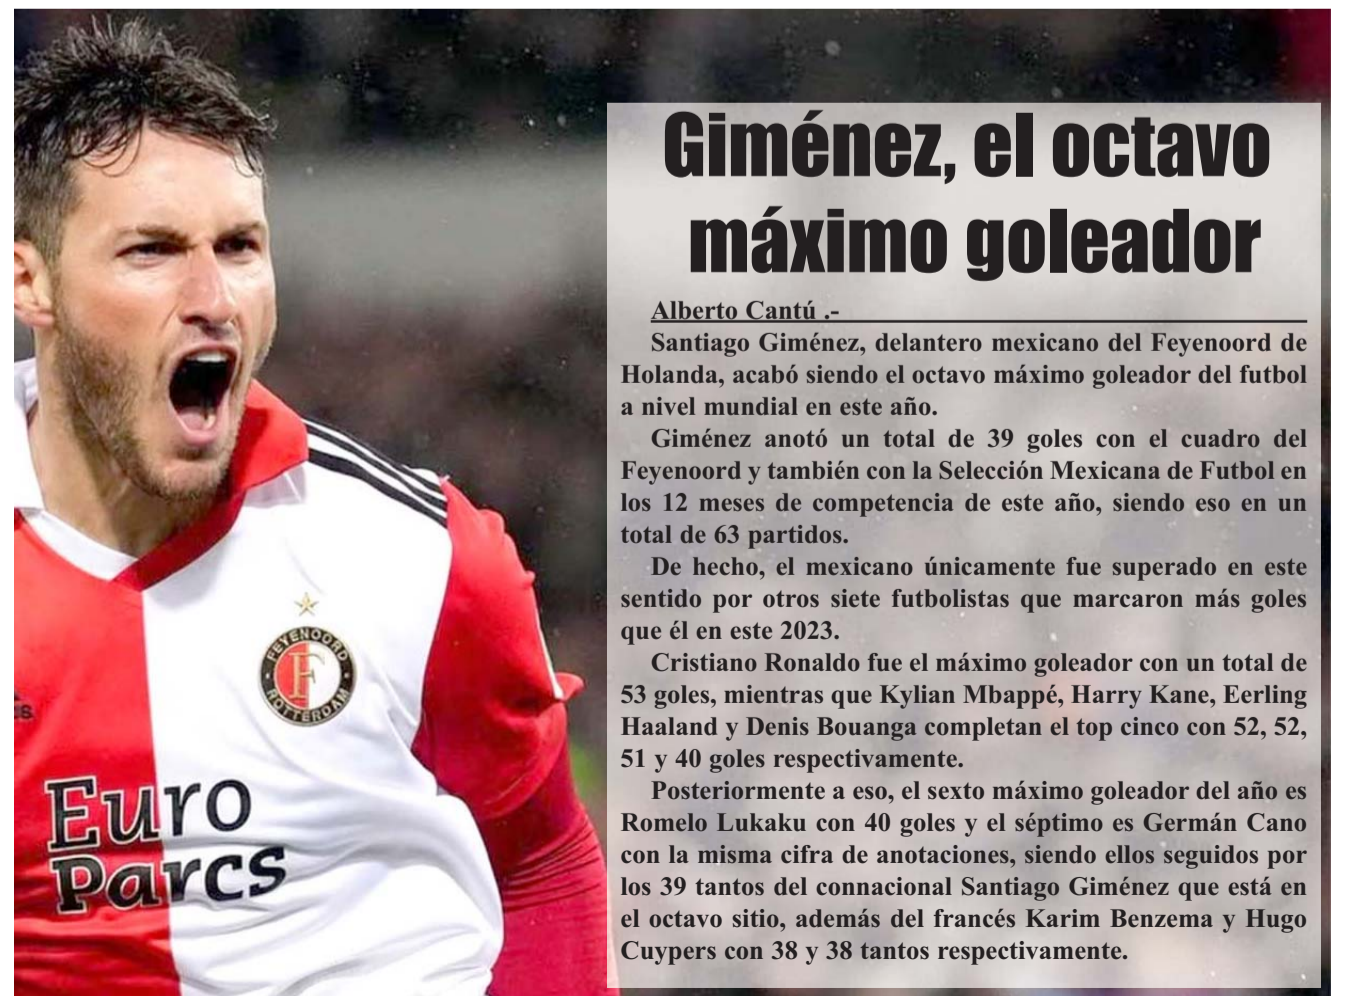 Giménez, el octavo
máximo goleador
Alberto Cantú .-
Santiago Giménez, delantero mexicano del Feyenoord de
Holanda, acabó siendo el octavo máximo goleador del futbol
a nivel mundial en este año.
Giménez anotó un total de 39 goles con el cuadro del
Feyenoord y también con la Selección Mexicana de Futbol en
los 12 meses de competencia de este año, siendo eso en un
total de 63 partidos.
De hecho, el mexicano únicamente fue superado en este
sentido por otros siete futbolistas que marcaron más goles
que él en este 2023.
Cristiano Ronaldo fue el máximo goleador con un total de
53 goles, mientras que Kylian Mbappé, Harry Kane, Eerling
Haaland y Denis Bouanga completan el top cinco con 52, 52,
51 y 40 goles respectivamente.
Posteriormente a eso, el sexto máximo goleador del año es
Romelo Lukaku con 40 goles y el séptimo es Germán Cano
con la misma cifra de anotaciones, siendo ellos seguidos por
los 39 tantos del connacional Santiago Giménez que está en
el octavo sitio, además del francés Karim Benzema y Hugo
Cuypers con 38 y 38 tantos respectivamente.
FEYENOORD
F
ROTTERDAM
Euro
Parcs